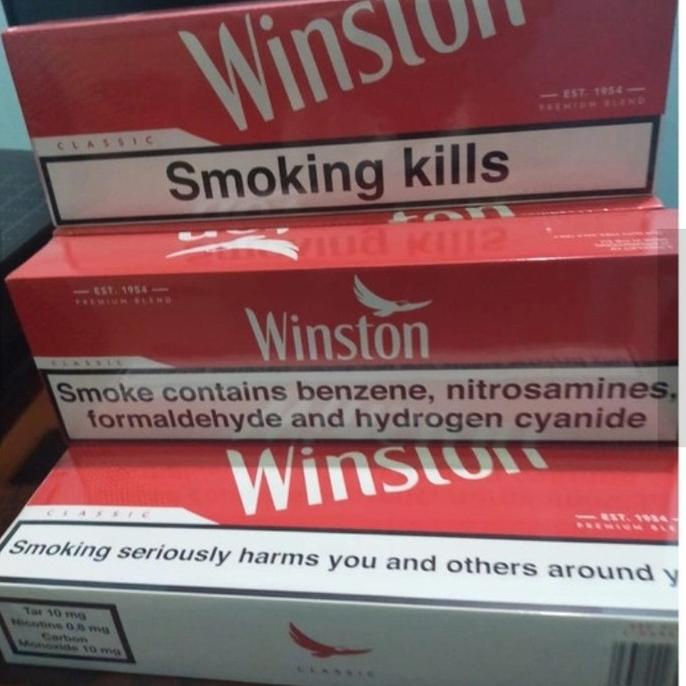 Winston
EST. 1954
PREMIUM BLEND
CLASSIC
Smoking kills
EST. 1954
PREMIUM BLEND
Winston
CLASSIC
Smoke contains benzene, nitrosamines,
formaldehyde and hydrogen cyanide
Winston
EST. 1954
PREMIUM
CLASSIC
Smoking seriously harms you and others around y
Tar 10 mg
Nicotine 0.8 mg
Carbon
Monoxide 10 mg
CLASSIC